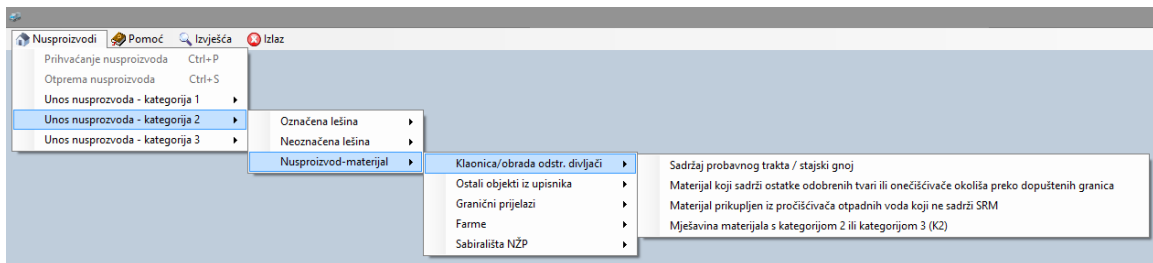 Nusproizvodi Pomoć Izvješća Izlaz
Prihvaćanje nusproizvoda Ctrl+P
Otprema nusproizvoda Ctrl+S
Unos nusprozvoda - kategorija 1
Unos nusprozvoda - kategorija 2
Unos nusprozvoda - kategorija 3
Označena lešina
Neoznačena lešina
Nusproizvod-materijal
Klaonica/obrada odstr. divljači
Ostali objekti iz upisnika
Granični prijelazi
Farme
Sabirališta NŽP
Sadržaj probavnog trakta / stajski gnoj
Materijal koji sadrži ostatke odobrenih tvari ili onečišćivače okoliša preko dopuštenih granica
Materijal prikupljen iz pročišćivača otpadnih voda koji ne sadrži SRM
Mješavina materijala s kategorijom 2 ili kategorijom 3 (K2)